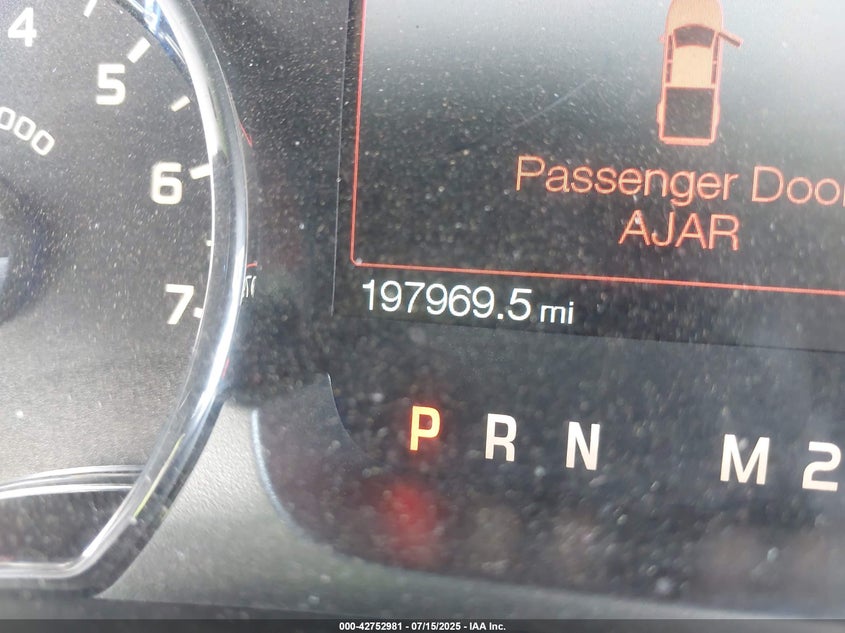 4
5
000
6
7
Passenger Door
AJAR
197969.5 mi
P R N M 2
000-42752981 - 07/15/2025 - IAA Inc.